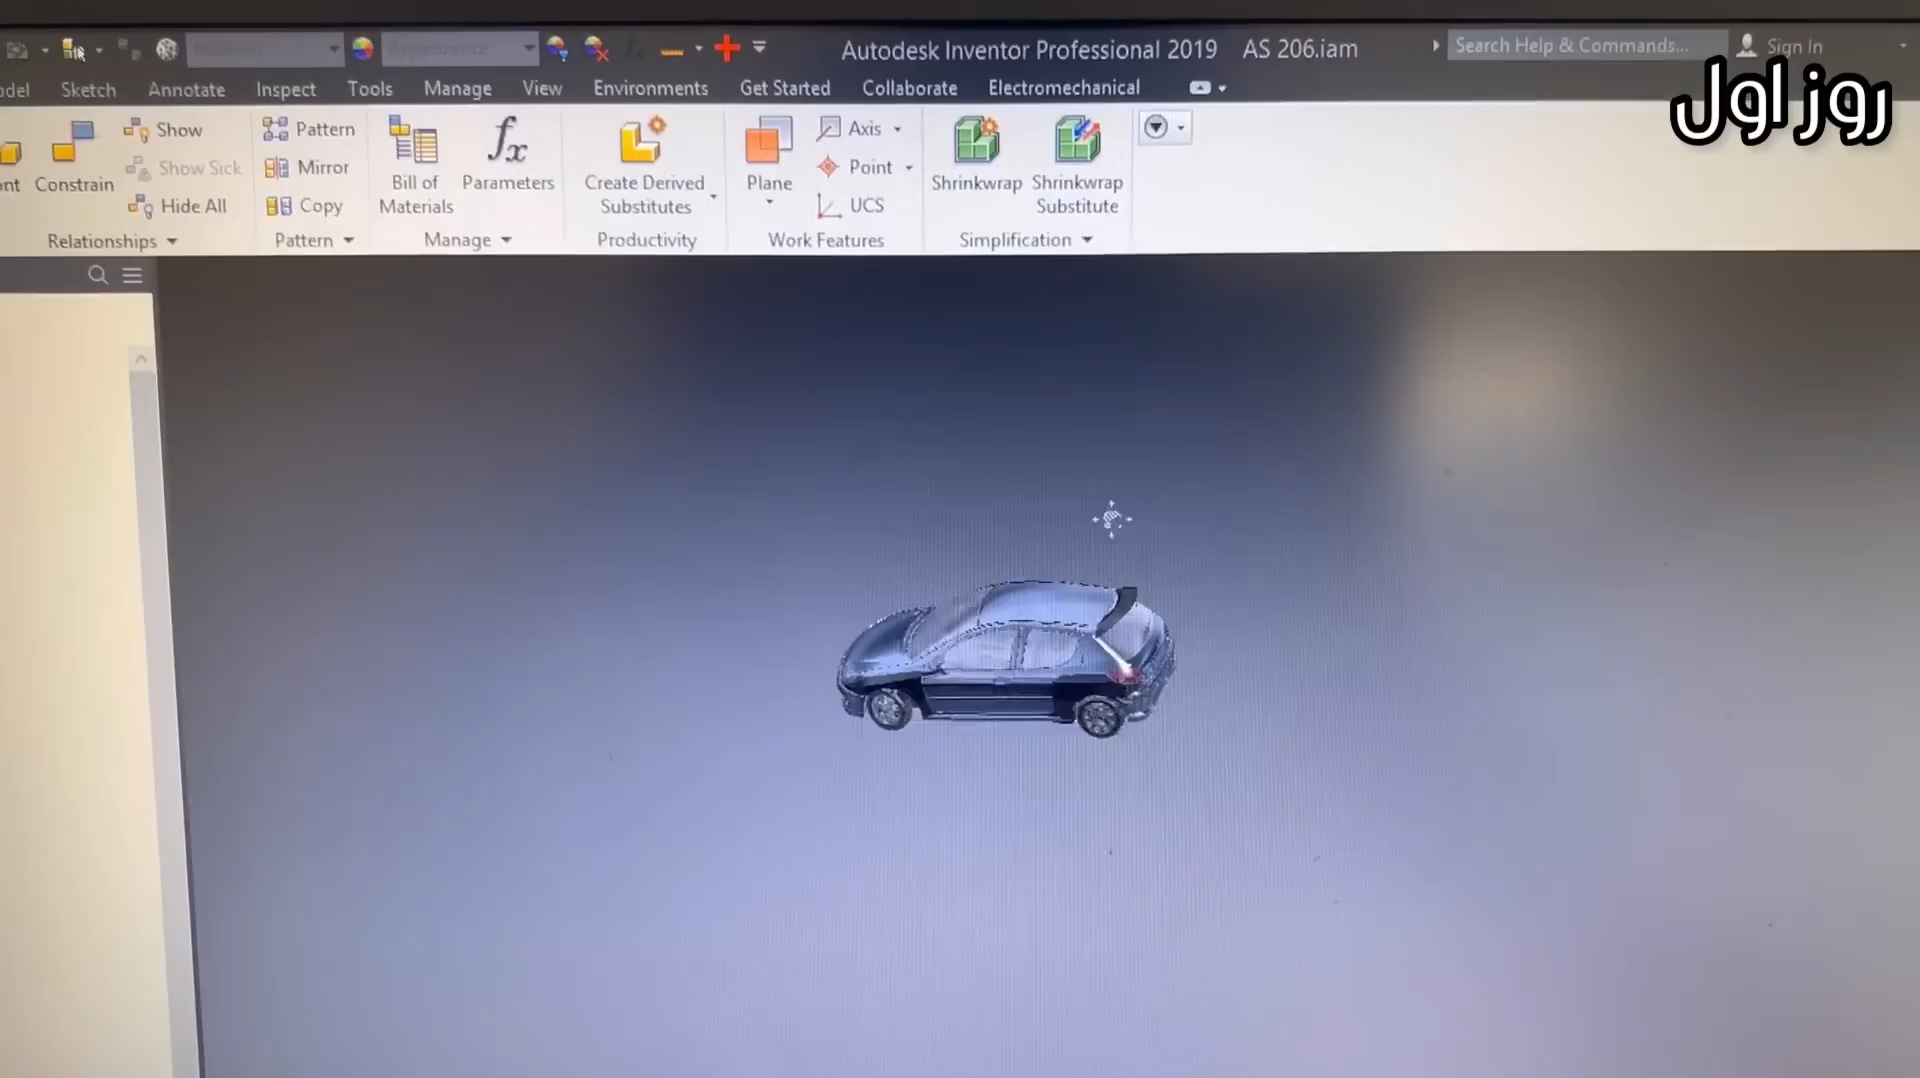 Autodesk Inventor Professional 2019 AS 206.iam
Search Help & Commands...
Sign In
روز اول
Sketch Annotate Inspect Tools Manage View Environments Get Started Collaborate Electromechanical
Constrain
Show
Show Sick
Hide All
Relationships
Pattern
Mirror
Copy
Pattern
Bill of
Materials
fx
Parameters
Manage
Create Derived
Substitutes
Productivity
Plane
Axis
Point
UCS
Work Features
Shrinkwrap
Shrinkwrap
Substitute
Simplification